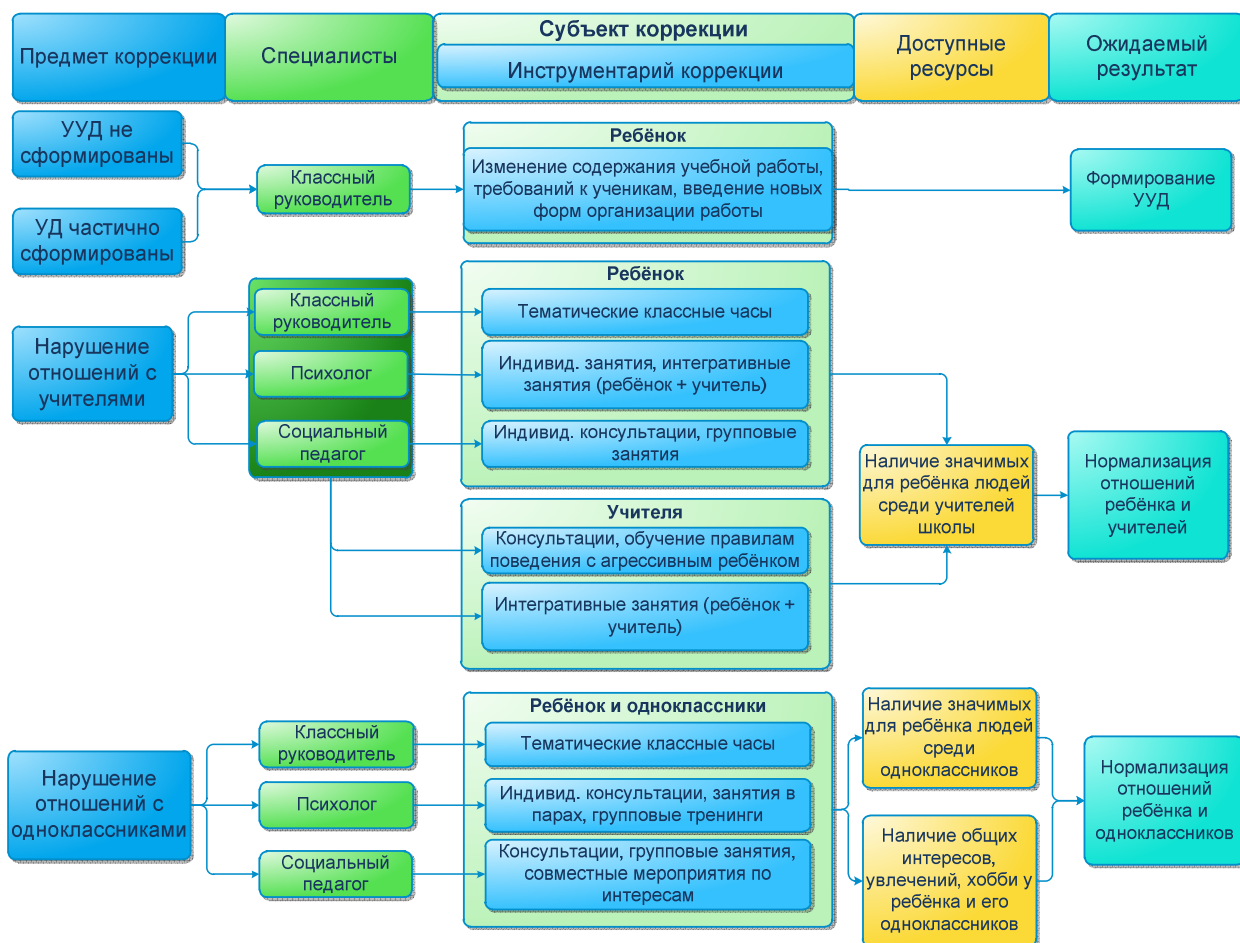 Предмет коррекции
Специалисты
Субъект коррекции
Инструментарий коррекции
Доступные
ресурсы
Ожидаемый
результат
УУД не
сформированы
УД частично
сформированы
Классный
руководитель
Ребёнок
Изменение содержания учебной работы,
требований к ученикам, введение новых
форм организации работы
Формирование
УУД
Нарушение
отношений с
учителями
Классный
руководитель
Психолог
Социальный
педагог
Ребёнок
Тематические классные часы
Индивид. занятия, интегративные
занятия (ребёнок + учитель)
Индивид. консультации, групповые
занятия
Учителя
Консультации, обучение правилам
поведения с агрессивным ребёнком
Интегративные занятия (ребёнок +
учитель)
Наличие значимых
для ребёнка людей
среди учителей
школы
Нормализация
отношений
ребёнка и
учителей
Нарушение
отношений с
одноклассниками
Классный
руководитель
Психолог
Социальный
педагог
Ребёнок и одноклассники
Тематические классные часы
Индивид. консультации, занятия в
парах, групповые тренинги
Консультации, групповые занятия,
совместные мероприятия по
интересам
Наличие значимых
для ребёнка людей
среди
одноклассников
Наличие общих
интересов,
увлечений, хобби у
ребёнка и его
одноклассников
Нормализация
отношений
ребёнка и
одноклассников